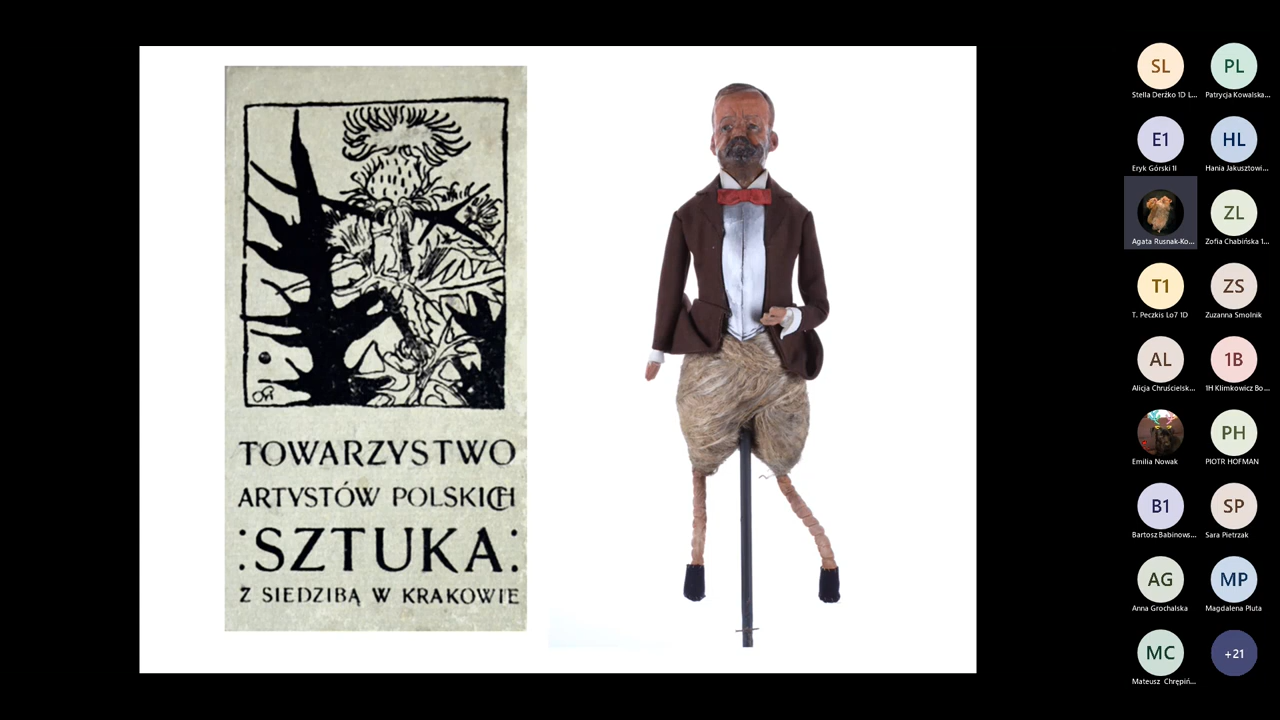 TOWARZYSTWO
ARTYSTÓW POLSKICH
:SZTUKA:
Z SIEDZIBĄ W KRAKOWIE
SL
Stella Derżko 1D L...
PL
Patrycja Kowalska...
E1
Eryk Górski 1I
HL
Hania Jakusztowi...
Agata Rusnak-Ko...
ZL
Zofia Chabińska 1...
T1
T. Peczkis Lo7 1D
ZS
Zuzanna Smolnik
AL
Alicja Chruścielsk...
1B
1H Klimkowicz Bo...
Emilia Nowak
PH
PIOTR HOFMAN
B1
Bartosz Babinows...
SP
Sara Pietrzak
AG
Anna Grochalska
MP
Magdalena Pluta
MC
Mateusz Chrępiń...
+21